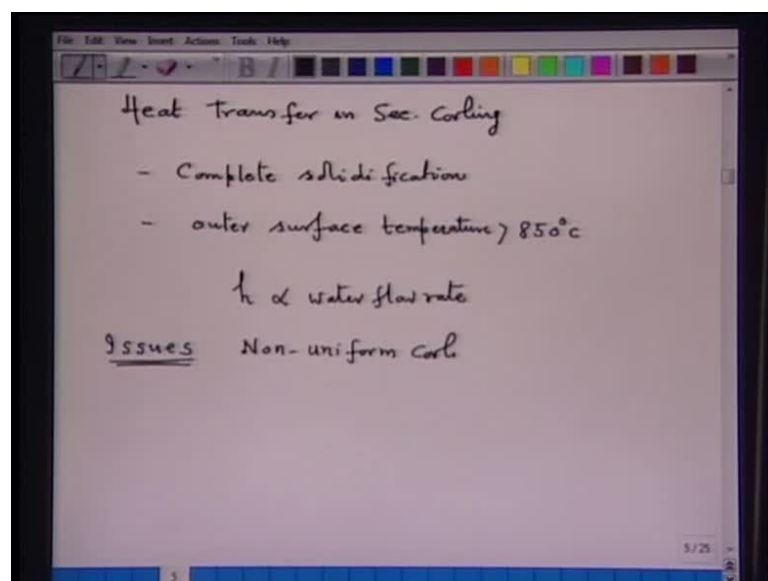 File Edit View Insert Actions Tools Help
Heat Transfer in Sec. Cooling
- Complete solidification
- outer surface temperature > 850°c
h ∝ water flow rate
Issues Non-uniform Cool
5/25
5